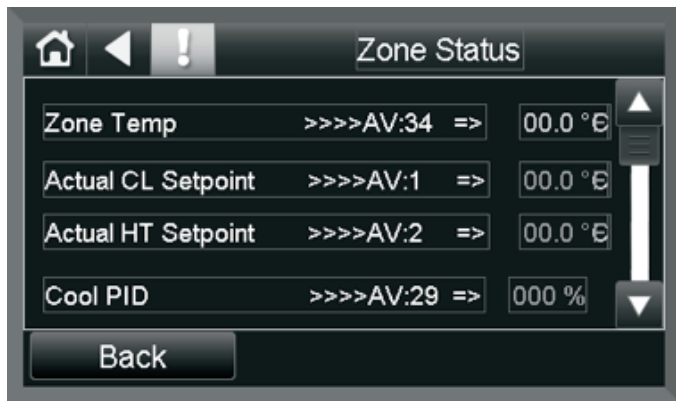 Zone Status
Zone Temp >>>>AV:34 => 00.0 °
Actual CL Setpoint >>>>AV:1 => 00.0 °
Actual HT Setpoint >>>>AV:2 => 00.0 °
Cool PID >>>>AV:29 => 000 %
Back